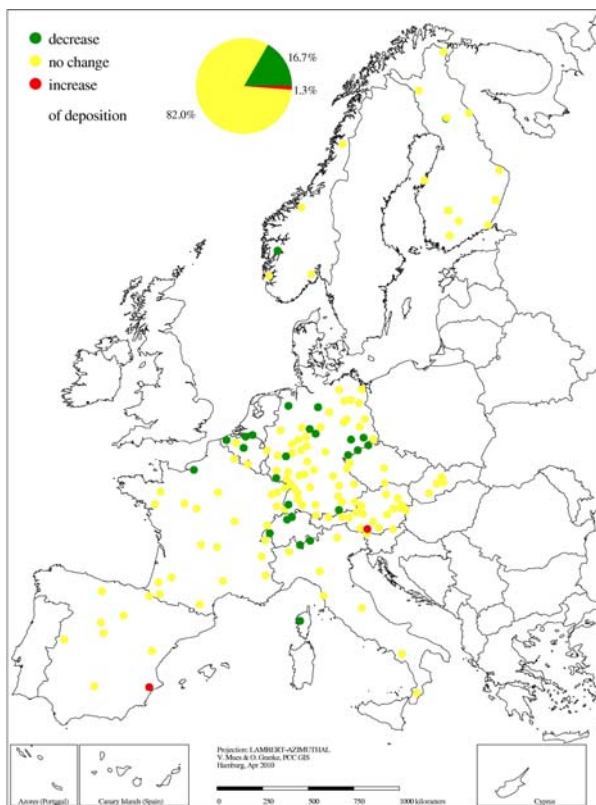 decrease
no change
increase
of deposition
16,7%
1.3%
82.0%
Projection: LAMBERT-AZIMUTHAL
V. Mues & O. Granke, PCC GIS
Hamburg, Apr 2010
0 250 500 750 1000 kilometers
Azores (Portugal)
Canary Islands (Spain)
Cyprus